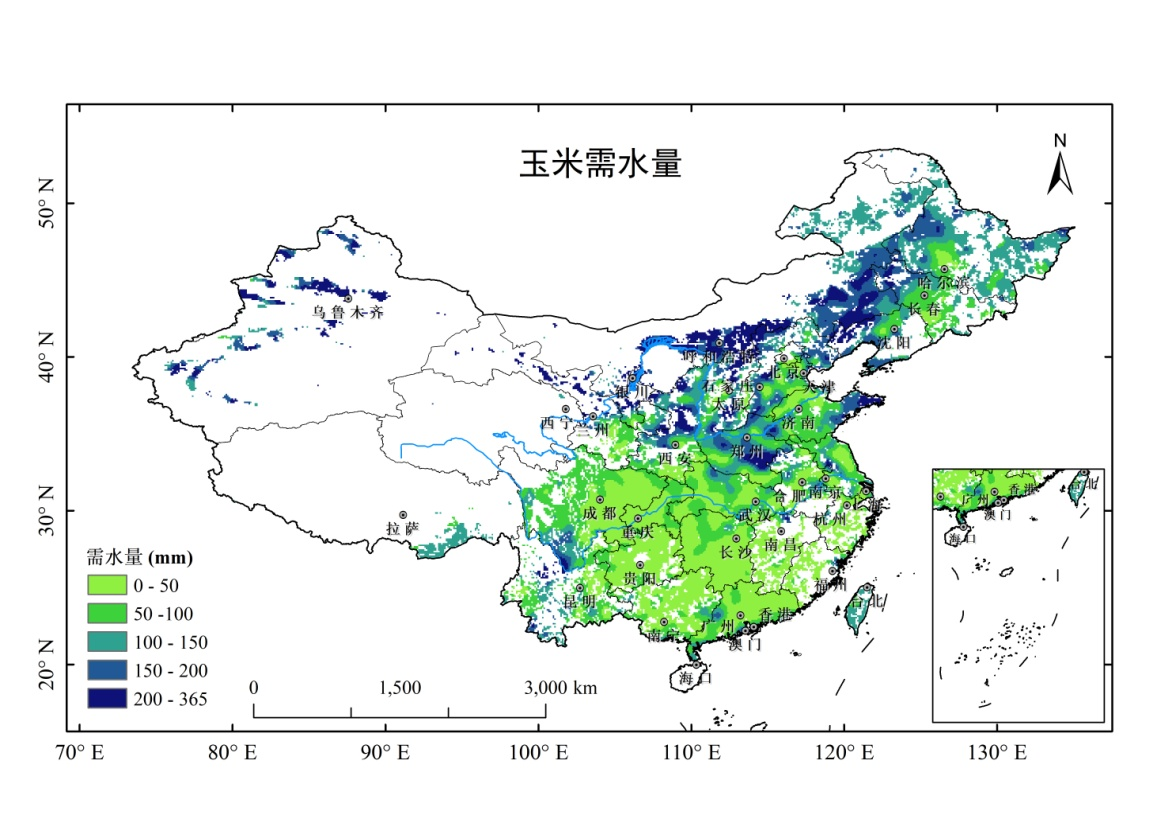 玉米需水量
N
50° N
40° N
30° N
20° N
哈尔滨
长春
乌鲁木齐
沈阳
呼和浩特
北京
天津
银川
石家庄
太原
西宁
兰州
济南
西安
郑州
拉萨
成都
合肥
南京
上海
武汉
杭州
重庆
长沙
南昌
贵阳
福州
昆明
台北
广州
香港
南宁
澳门
海口
需水量 (mm)
0 - 50
50 -100
100 - 150
150 - 200
200 - 365
0 1,500 3,000 km
台北
广州
香港
澳门
海口
70° E 80° E 90° E 100° E 110° E 120° E 130° E